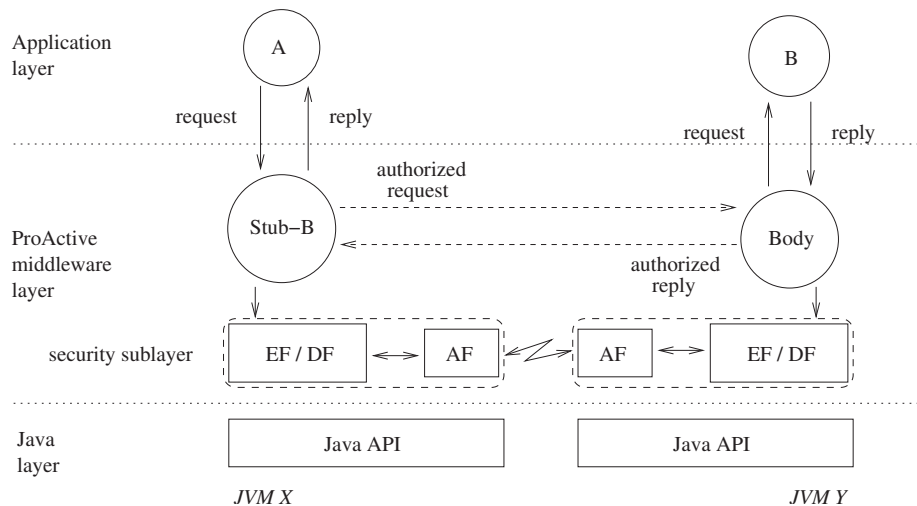 Application
layer
A
B
request
reply
request
reply
authorized
request
ProActive
middleware
layer
Stub–B
Body
authorized
reply
security sublayer
EF / DF
AF
AF
EF / DF
Java
layer
Java API
Java API
JVM X
JVM Y